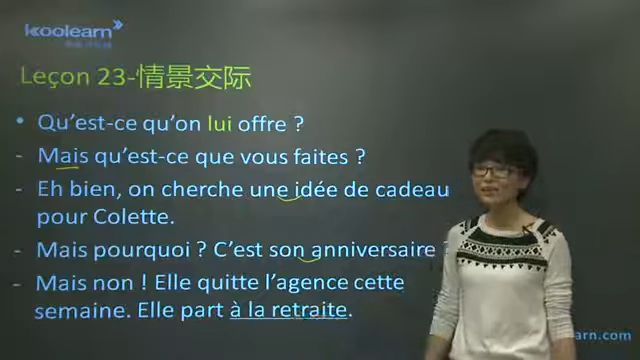 koolearn
Leçon 23-情景交际
• Qu'est-ce qu'on lui offre ?
- Mais qu'est-ce que vous faites ?
- Eh bien, on cherche une idée de cadeau
pour Colette.
- Mais pourquoi ? C'est son anniversaire ?
- Mais non ! Elle quitte l'agence cette
semaine. Elle part à la retraite.
arn.com